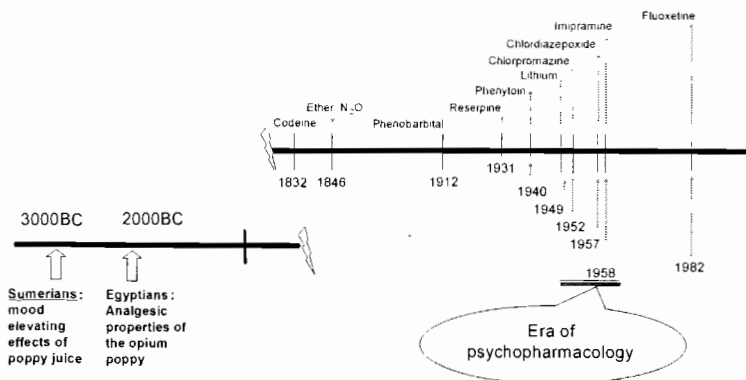 Imipramine
Fluoxetine
Chlordiazepoxide
Chlorpromazine
Lithium
Phenytoin
Ether N₂O
Reserpine
Codeine
Phenobarbital
1832
1846
1912
1931
1940
1949
1952
1957
1958
1982
3000BC
2000BC
Sumerians:
mood
elevating
effects of
poppy juice
Egyptians:
Analgesic
properties of
the opium
poppy
Era of
psychopharmacology